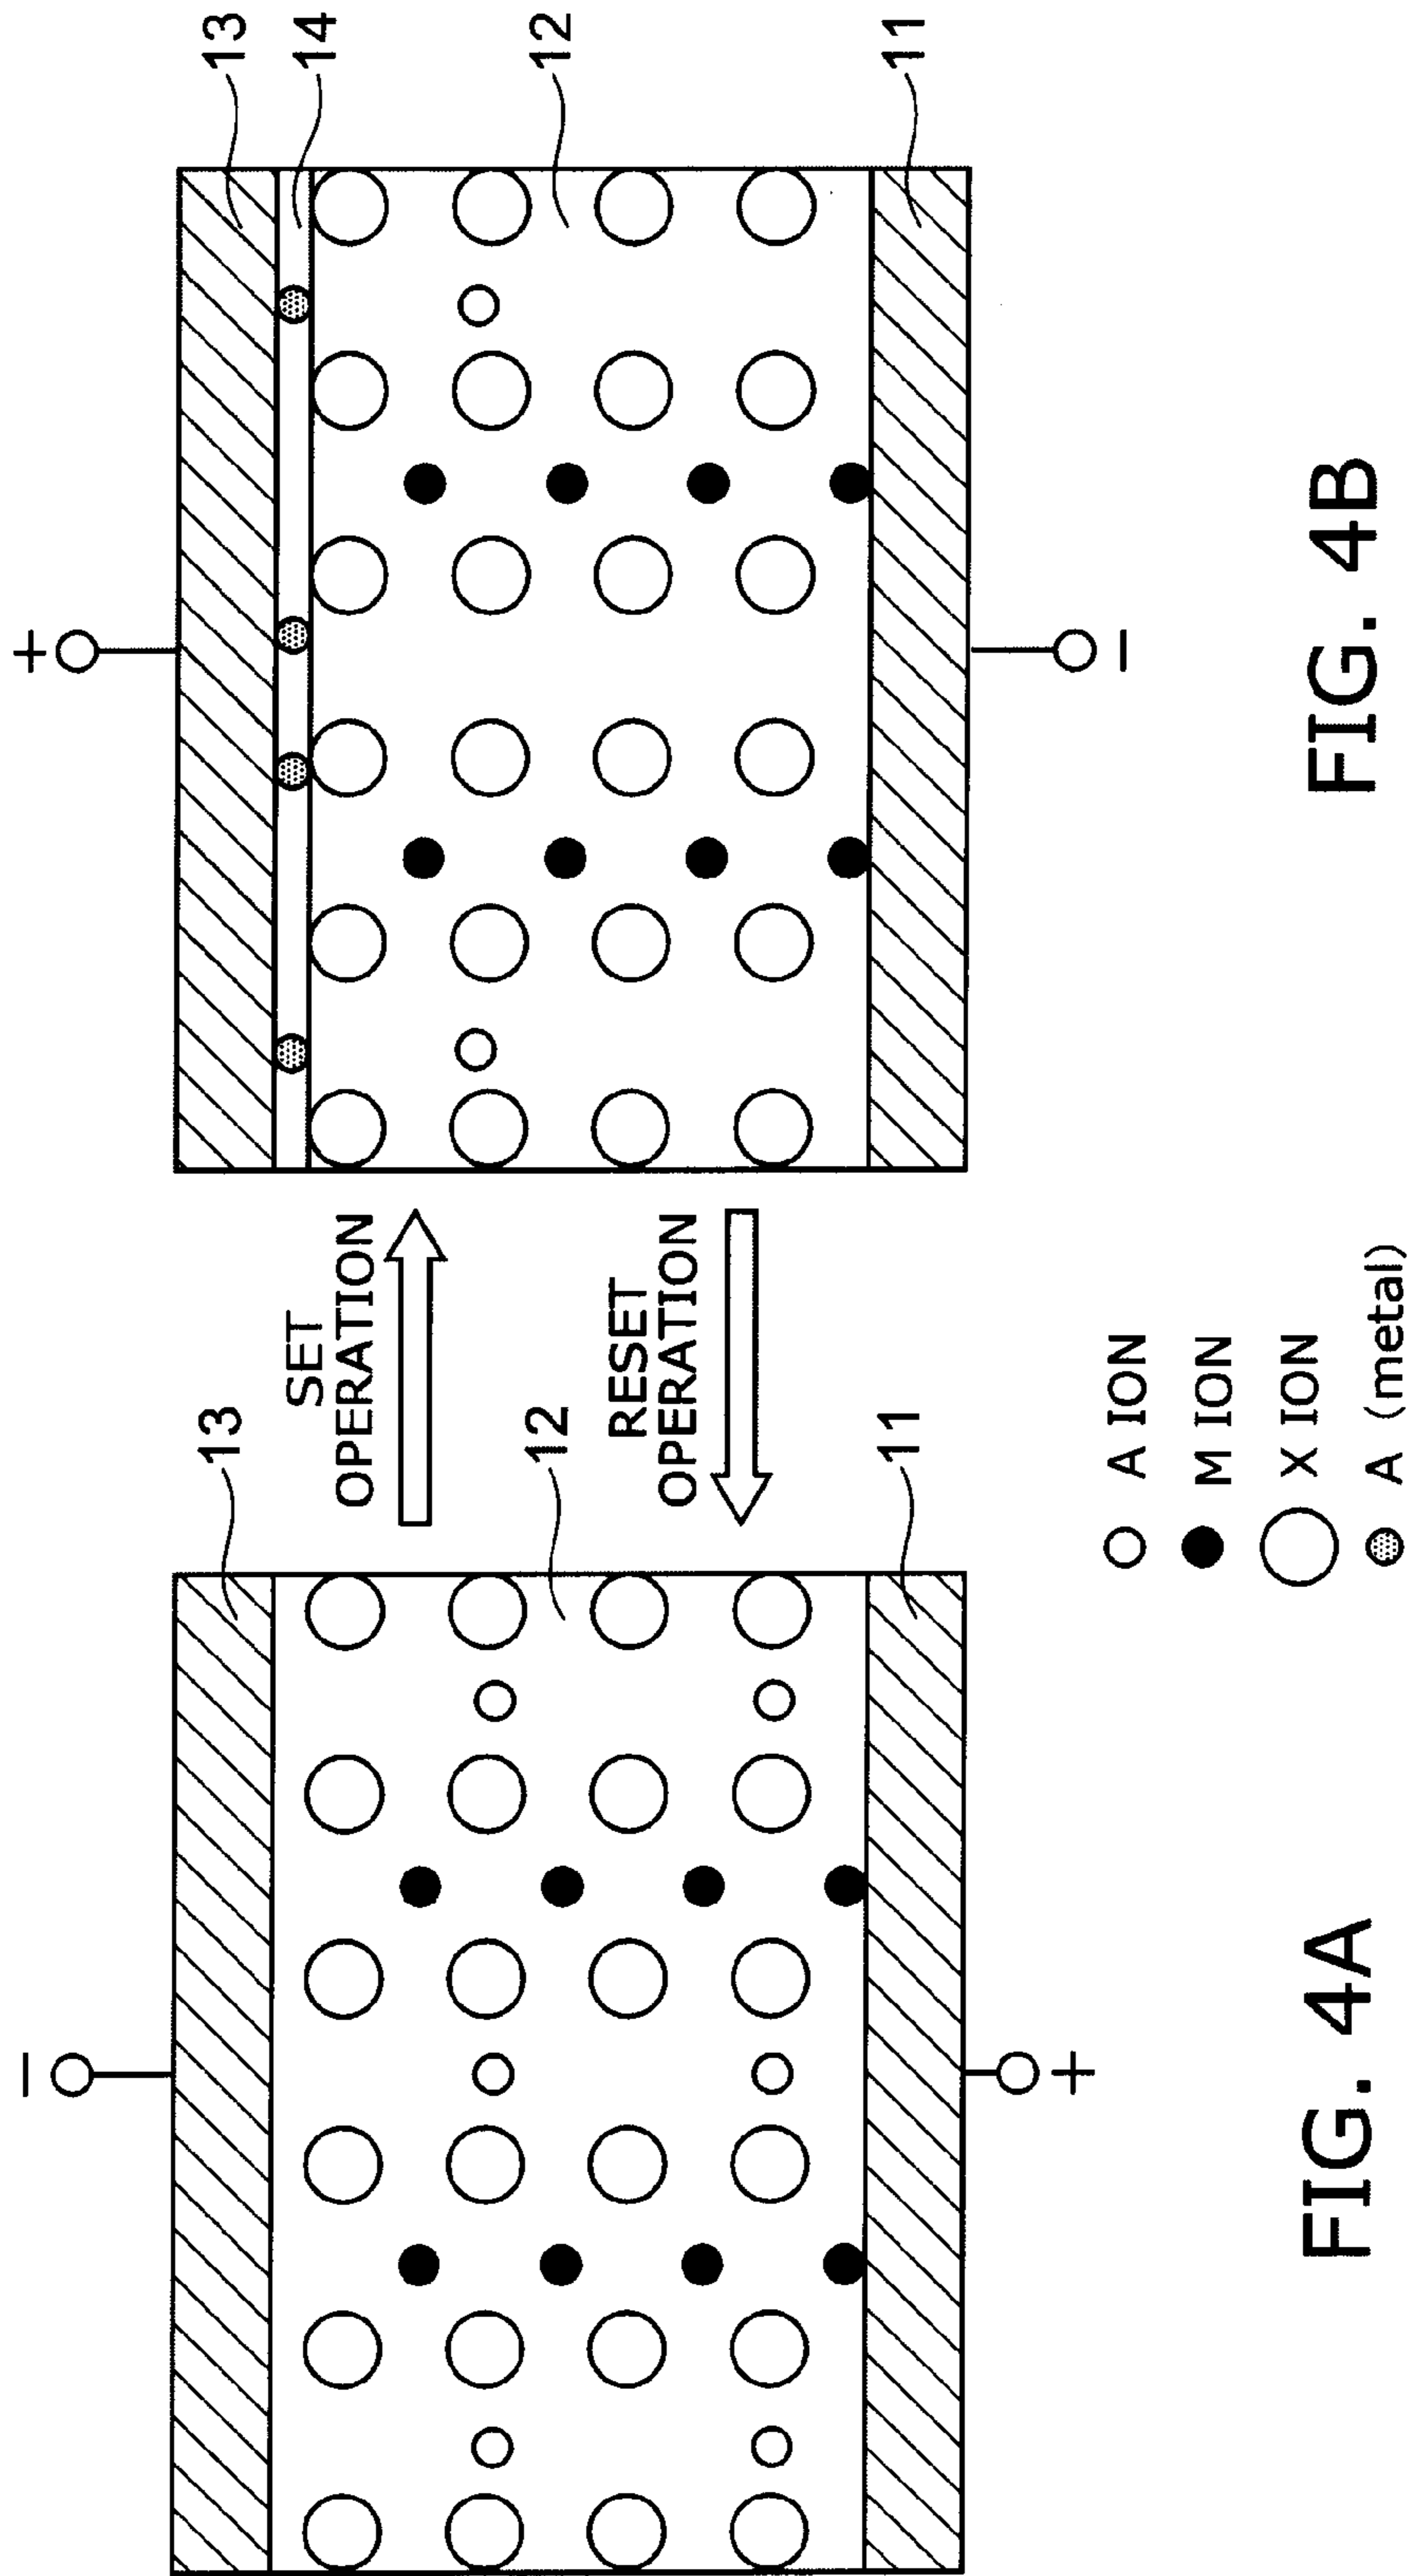 −
13
12
11
+
FIG. 4A
SET
OPERATION
RESET
OPERATION
A ION
M ION
X ION
A (metal)
+
13
14
12
11
−
FIG. 4B